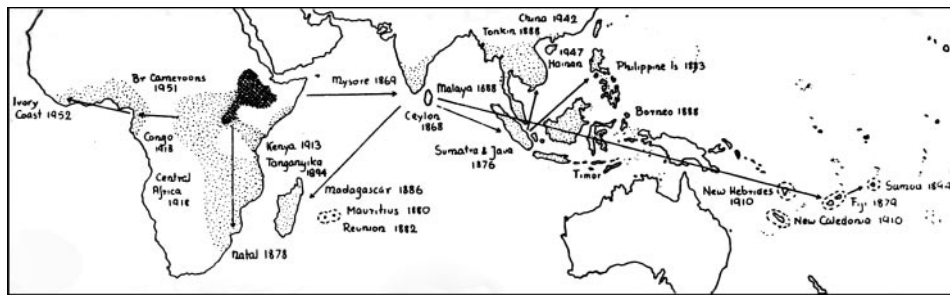 China 1942
Tonkin 1888
1947
Hainan
Philippine Is
Br Cameroons
1951
Mysore 1869
Malaya 1888
Ivory
Coast 1952
Ceylon
1868
Borneo 1888
Congo
1918
Kenya 1913
Tanganyika
1894
Sumatra & Java
1876
Timor
Central
Africa
1918
Madagascar 1886
Mauritius 1880
Reunion 1882
Natal 1878
New Hebrides
1910
Samoa
Fiji
1879
New Caledonia 1910